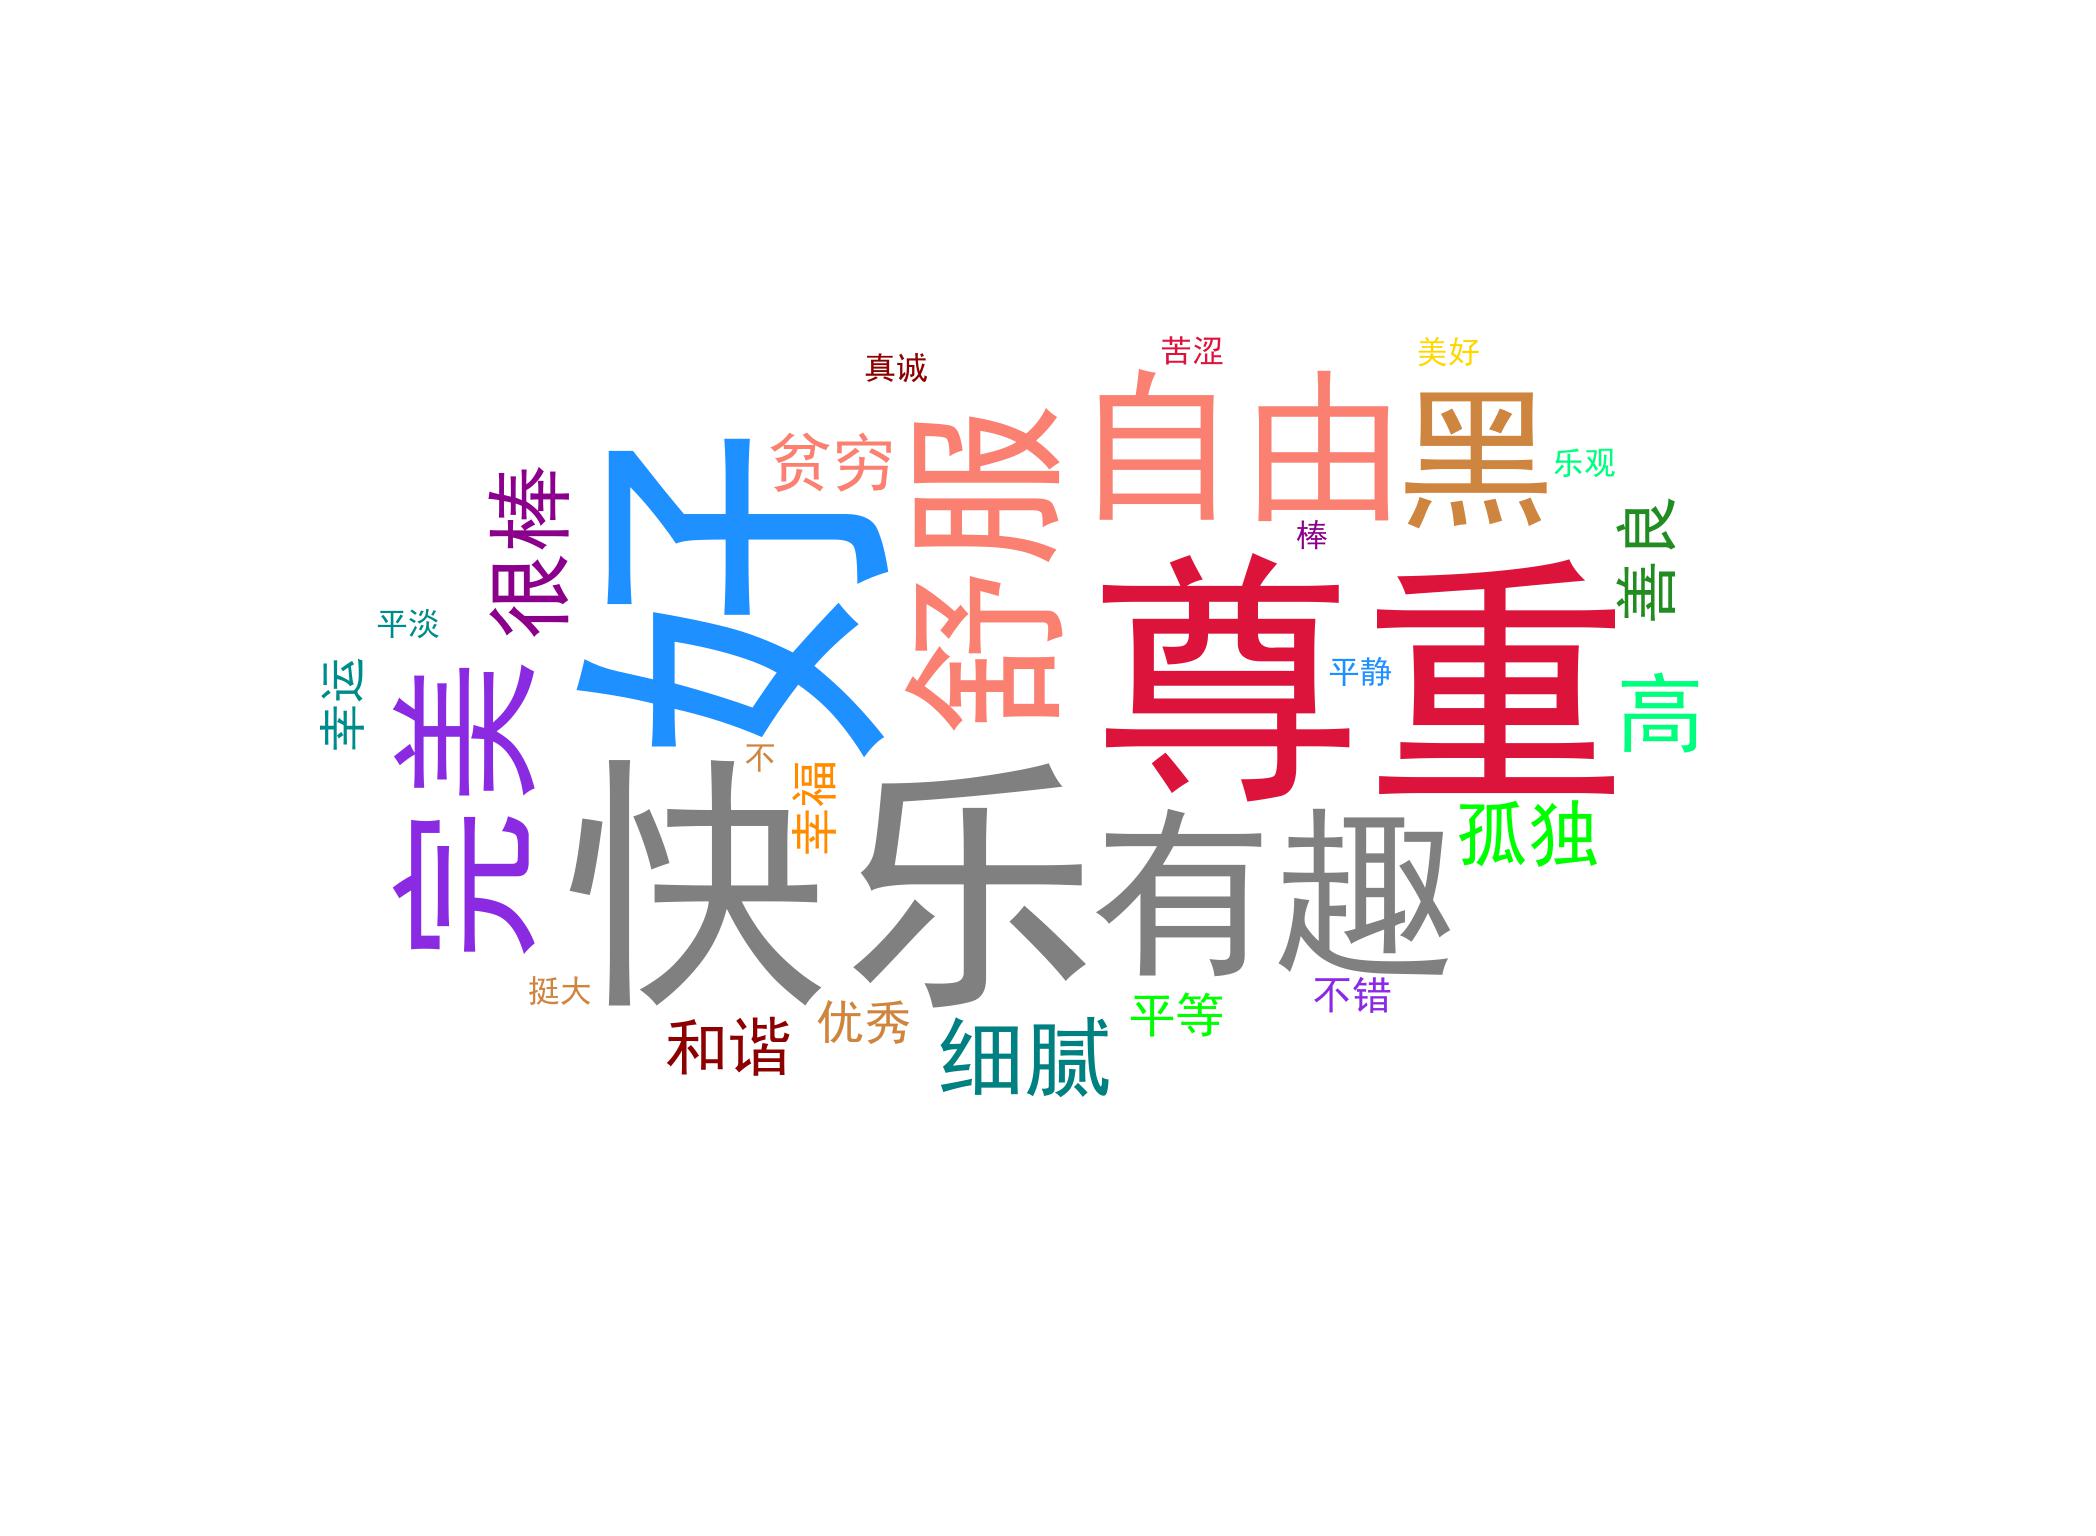 苦涩
美好
真诚
自由
黑
贫穷
舒服
乐观
很棒
好
棒
善良
平淡
尊重
平静
幸运
完美
高
不
幸福
快乐
有趣
孤独
挺大
不错
优秀
平等
和谐
细腻